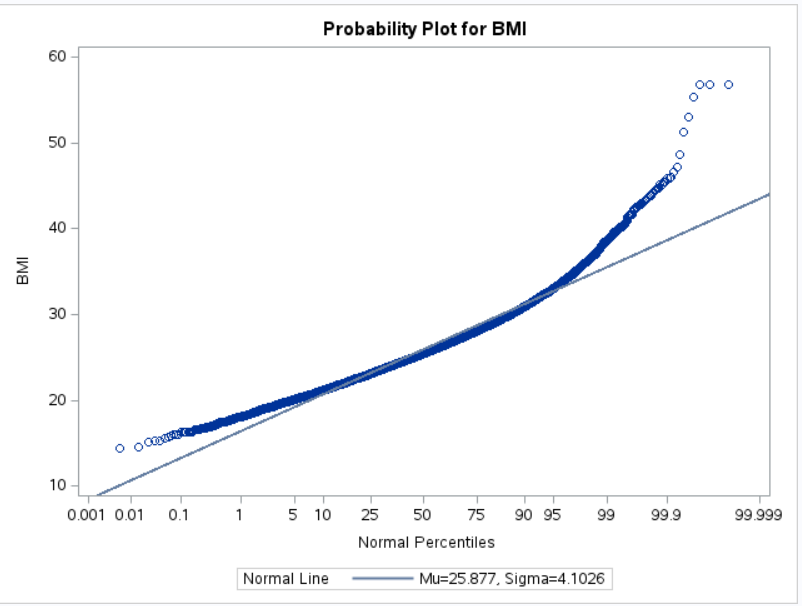 Probability Plot for BMI
60
50
40
30
20
10
BMI
0.001 0.01 0.1 1 5 10 25 50 75 90 95 99 99.9 99.999
Normal Percentiles
Normal Line Mu=25.877, Sigma=4.1026